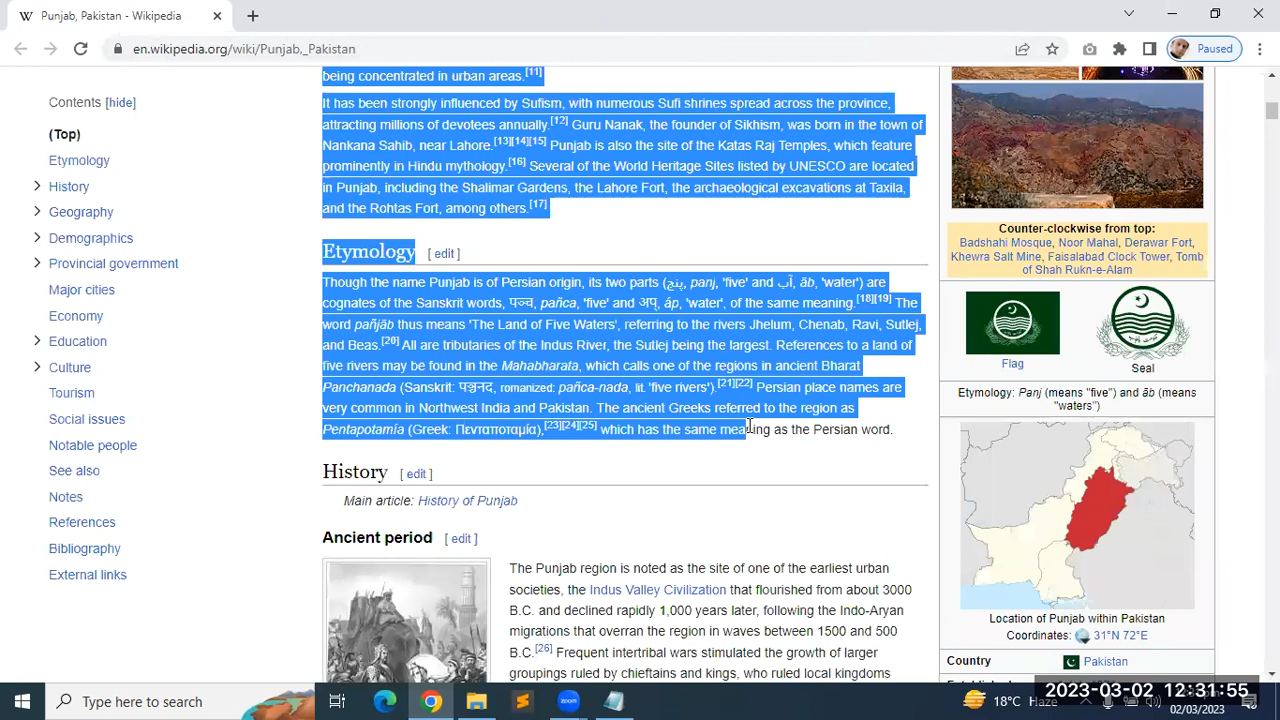 Punjab, Pakistan - Wikipedia
en.wikipedia.org/wiki/Punjab,_Pakistan
Paused
Contents [hide]
(Top)
Etymology
History
Geography
Demographics
Provincial government
Major cities
Economy
Education
Culture
Tourism
Social issues
Notable people
See also
Notes
References
Bibliography
External links
being concentrated in urban areas.[11]
It has been strongly influenced by Sufism, with numerous Sufi shrines spread across the province,
attracting millions of devotees annually.[12] Guru Nanak, the founder of Sikhism, was born in the town of
Nankana Sahib, near Lahore.[13][14][15] Punjab is also the site of the Katas Raj Temples, which feature
prominently in Hindu mythology.[16] Several of the World Heritage Sites listed by UNESCO are located
in Punjab, including the Shalimar Gardens, the Lahore Fort, the archaeological excavations at Taxila,
and the Rohtas Fort, among others.[17]
Etymology [ edit ]
Though the name Punjab is of Persian origin, its two parts (پنج, panj, 'five' and آب, āb, 'water') are
cognates of the Sanskrit words, पञ्च, pañca, 'five' and अप्, áp, 'water', of the same meaning.[18][19] The
word pañjāb thus means 'The Land of Five Waters', referring to the rivers Jhelum, Chenab, Ravi, Sutlej,
and Beas.[20] All are tributaries of the Indus River, the Sutlej being the largest. References to a land of
five rivers may be found in the Mahabharata, which calls one of the regions in ancient Bharat
Panchanada (Sanskrit: पञ्चनद, romanized: pañca-nada, lit. 'five rivers').[21][22] Persian place names are
very common in Northwest India and Pakistan. The ancient Greeks referred to the region as
Pentapotamía (Greek: Πενταποταμία),[23][24][25] which has the same meaning as the Persian word.
History [ edit ]
Main article: History of Punjab
Ancient period [ edit ]
The Punjab region is noted as the site of one of the earliest urban
societies, the Indus Valley Civilization that flourished from about 3000
B.C. and declined rapidly 1,000 years later, following the Indo-Aryan
migrations that overran the region in waves between 1500 and 500
B.C.[26] Frequent intertribal wars stimulated the growth of larger
groupings ruled by chieftains and kings, who ruled local kingdoms
Counter-clockwise from top:
Badshahi Mosque, Noor Mahal, Derawar Fort,
Khewra Salt Mine, Faisalabad Clock Tower, Tomb
of Shah Rukn-e-Alam
Flag
Seal
Etymology: Panj (means "five") and āb (means
"waters")
Location of Punjab within Pakistan
Coordinates: 31°N 72°E
Country Pakistan
Type here to search
zoom
18°C Haze
2023-03-02 12:31:55
02/03/2023